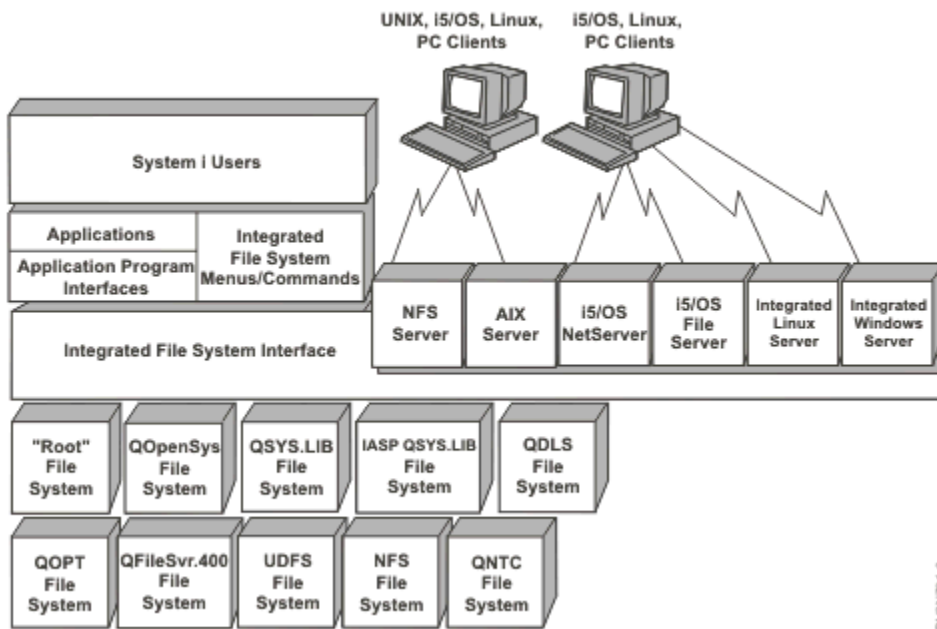 UNIX, i5/OS, Linux,
PC Clients
i5/OS, Linux,
PC Clients
System i Users
Applications
Application Program
Interfaces
Integrated
File System
Menus/Commands
Integrated File System Interface
NFS
Server
AIX
Server
i5/OS
NetServer
i5/OS
File
Server
Integrated
Linux
Server
Integrated
Windows
Server
"Root"
File
System
QOpenSys
File
System
QSYS.LIB
File
System
IASP QSYS.LIB
File
System
QDLS
File
System
QOPT
File
System
QFileSvr.400
File
System
UDFS
File
System
NFS
File
System
QNTC
File
System